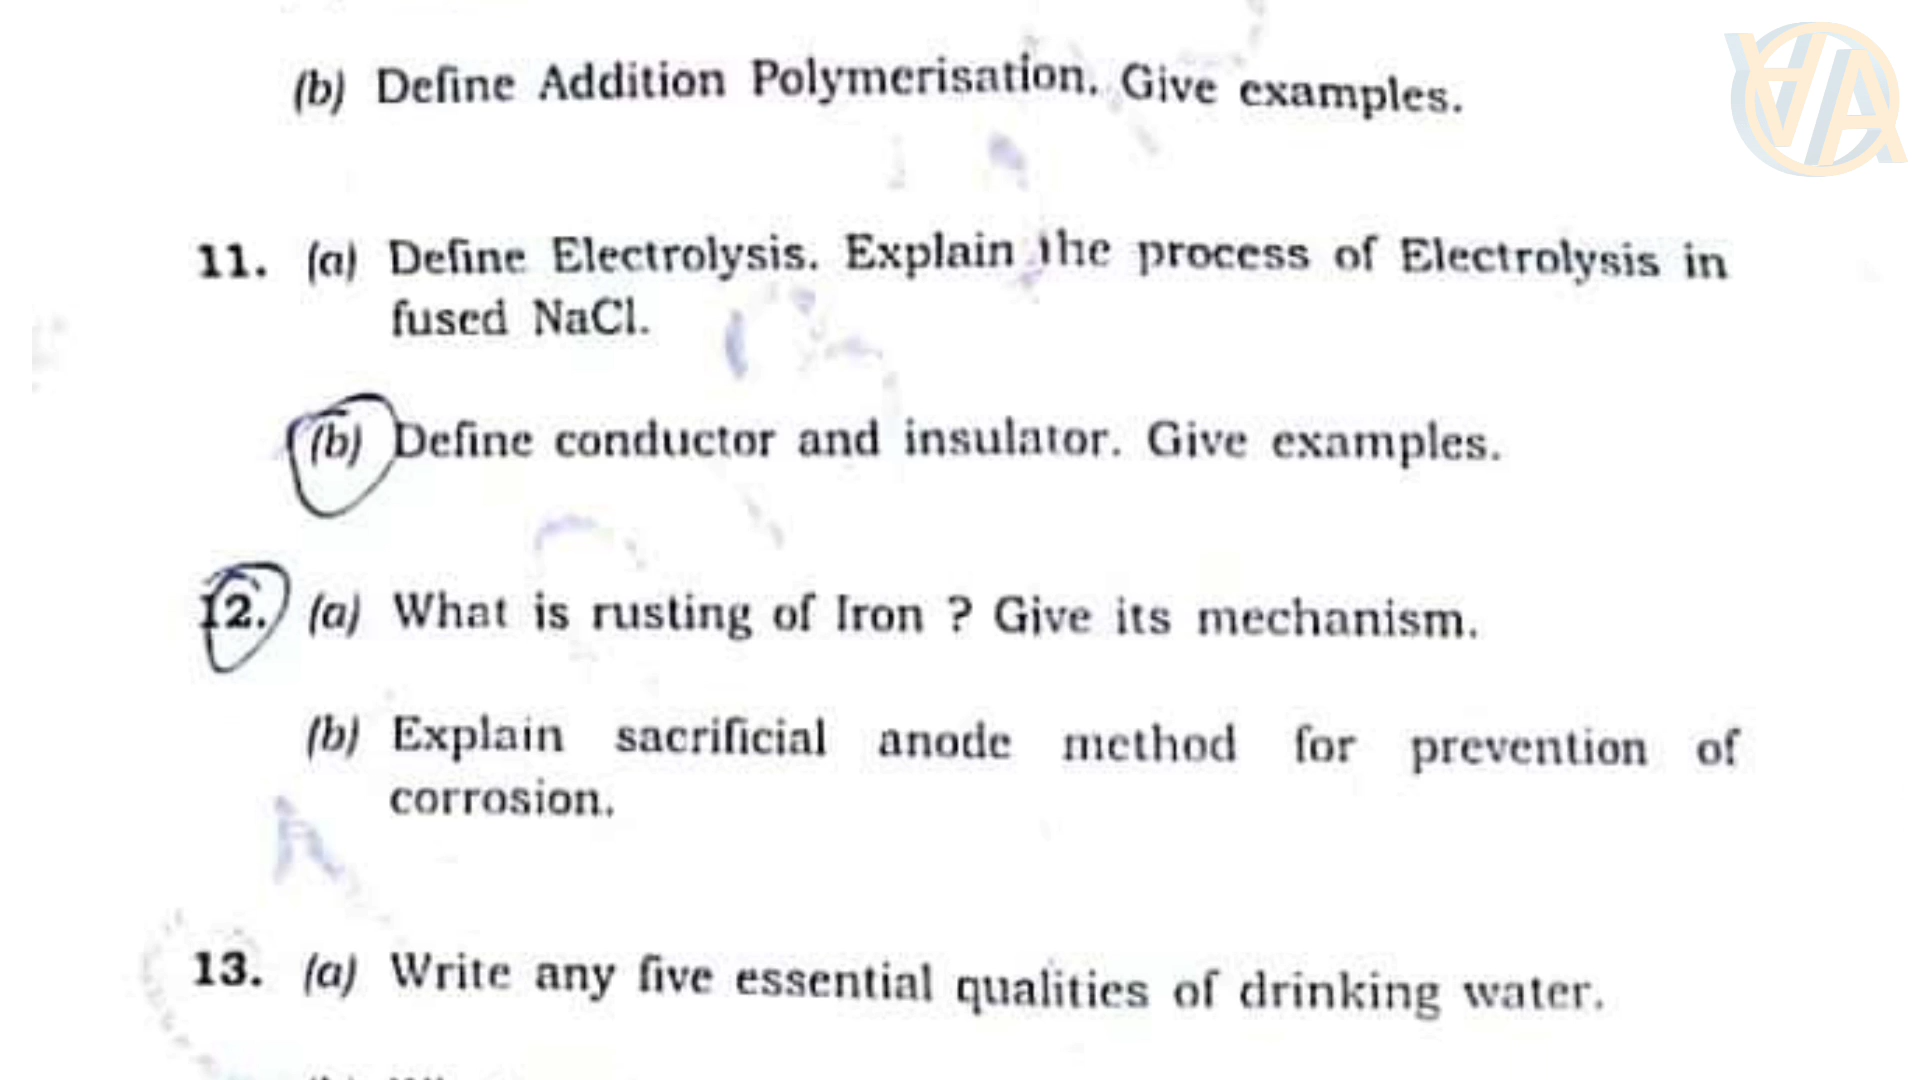 (b) Define Addition Polymerisation. Give examples.
11. (a) Define Electrolysis. Explain the process of Electrolysis in
fused NaCl.
(b) Define conductor and insulator. Give examples.
12. (a) What is rusting of Iron ? Give its mechanism.
(b) Explain sacrificial anode method for prevention of
corrosion.
13. (a) Write any five essential qualities of drinking water.